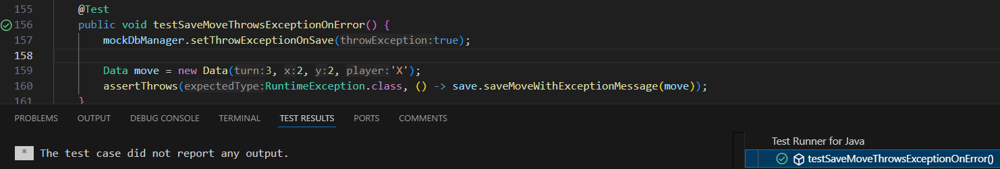 155 @Test
156 public void testSaveMoveThrowsExceptionOnError() {
157 mockDbManager.setThrowExceptionOnSave(throwException:true);
158
159 Data move = new Data(turn:3, x:2, y:2, player:'X');
160 assertThrows(expectedType:RuntimeException.class, () -> save.saveMoveWithExceptionMessage(move));
161 }
PROBLEMS OUTPUT DEBUG CONSOLE TERMINAL TEST RESULTS PORTS COMMENTS
* The test case did not report any output.
Test Runner for Java
testSaveMoveThrowsExceptionOnError()